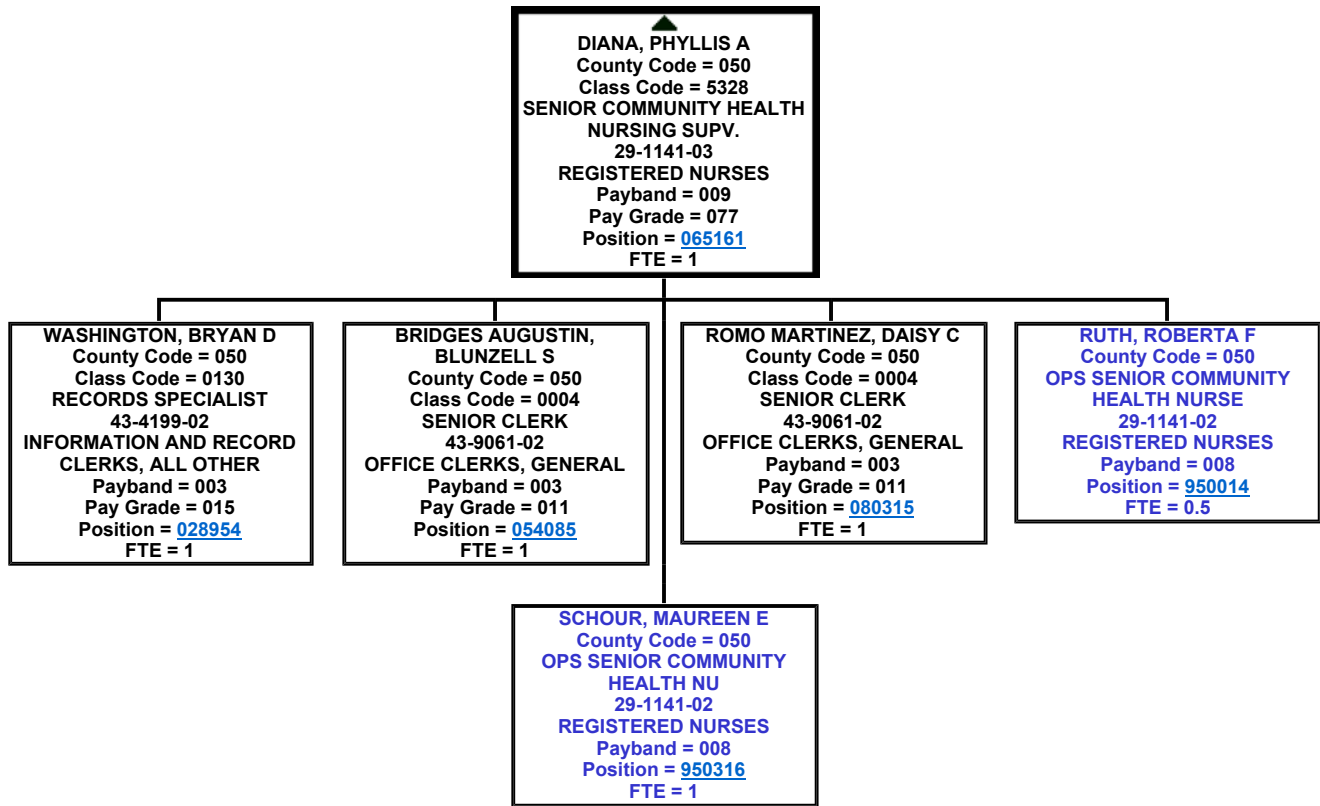 DIANA, PHYLLIS A
County Code = 050
Class Code = 5328
SENIOR COMMUNITY HEALTH
NURSING SUPV.
29-1141-03
REGISTERED NURSES
Payband = 009
Pay Grade = 077
Position = 065161
FTE = 1
WASHINGTON, BRYAN D
County Code = 050
Class Code = 0130
RECORDS SPECIALIST
43-4199-02
INFORMATION AND RECORD
CLERKS, ALL OTHER
Payband = 003
Pay Grade = 015
Position = 028954
FTE = 1
BRIDGES AUGUSTIN,
BLUNZELL S
County Code = 050
Class Code = 0004
SENIOR CLERK
43-9061-02
OFFICE CLERKS, GENERAL
Payband = 003
Pay Grade = 011
Position = 054085
FTE = 1
ROMO MARTINEZ, DAISY C
County Code = 050
Class Code = 0004
SENIOR CLERK
43-9061-02
OFFICE CLERKS, GENERAL
Payband = 003
Pay Grade = 011
Position = 080315
FTE = 1
RUTH, ROBERTA F
County Code = 050
OPS SENIOR COMMUNITY
HEALTH NURSE
29-1141-02
REGISTERED NURSES
Payband = 008
Position = 950014
FTE = 0.5
SCHOUR, MAUREEN E
County Code = 050
OPS SENIOR COMMUNITY
HEALTH NU
29-1141-02
REGISTERED NURSES
Payband = 008
Position = 950316
FTE = 1